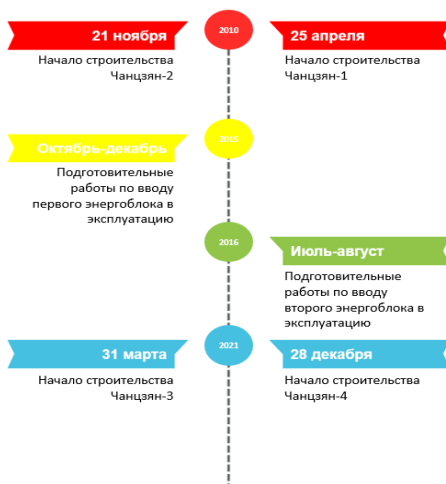 2010
21 ноября
Начало строительства
Чанцзян-2
25 апреля
Начало строительства
Чанцзян-1
2015
Октябрь-декабрь
Подготовительные
работы по вводу
первого энергоблока в
эксплуатацию
2016
Июль-август
Подготовительные
работы по вводу
второго энергоблока в
эксплуатацию
2021
31 марта
Начало строительства
Чанцзян-3
28 декабря
Начало строительства
Чанцзян-4